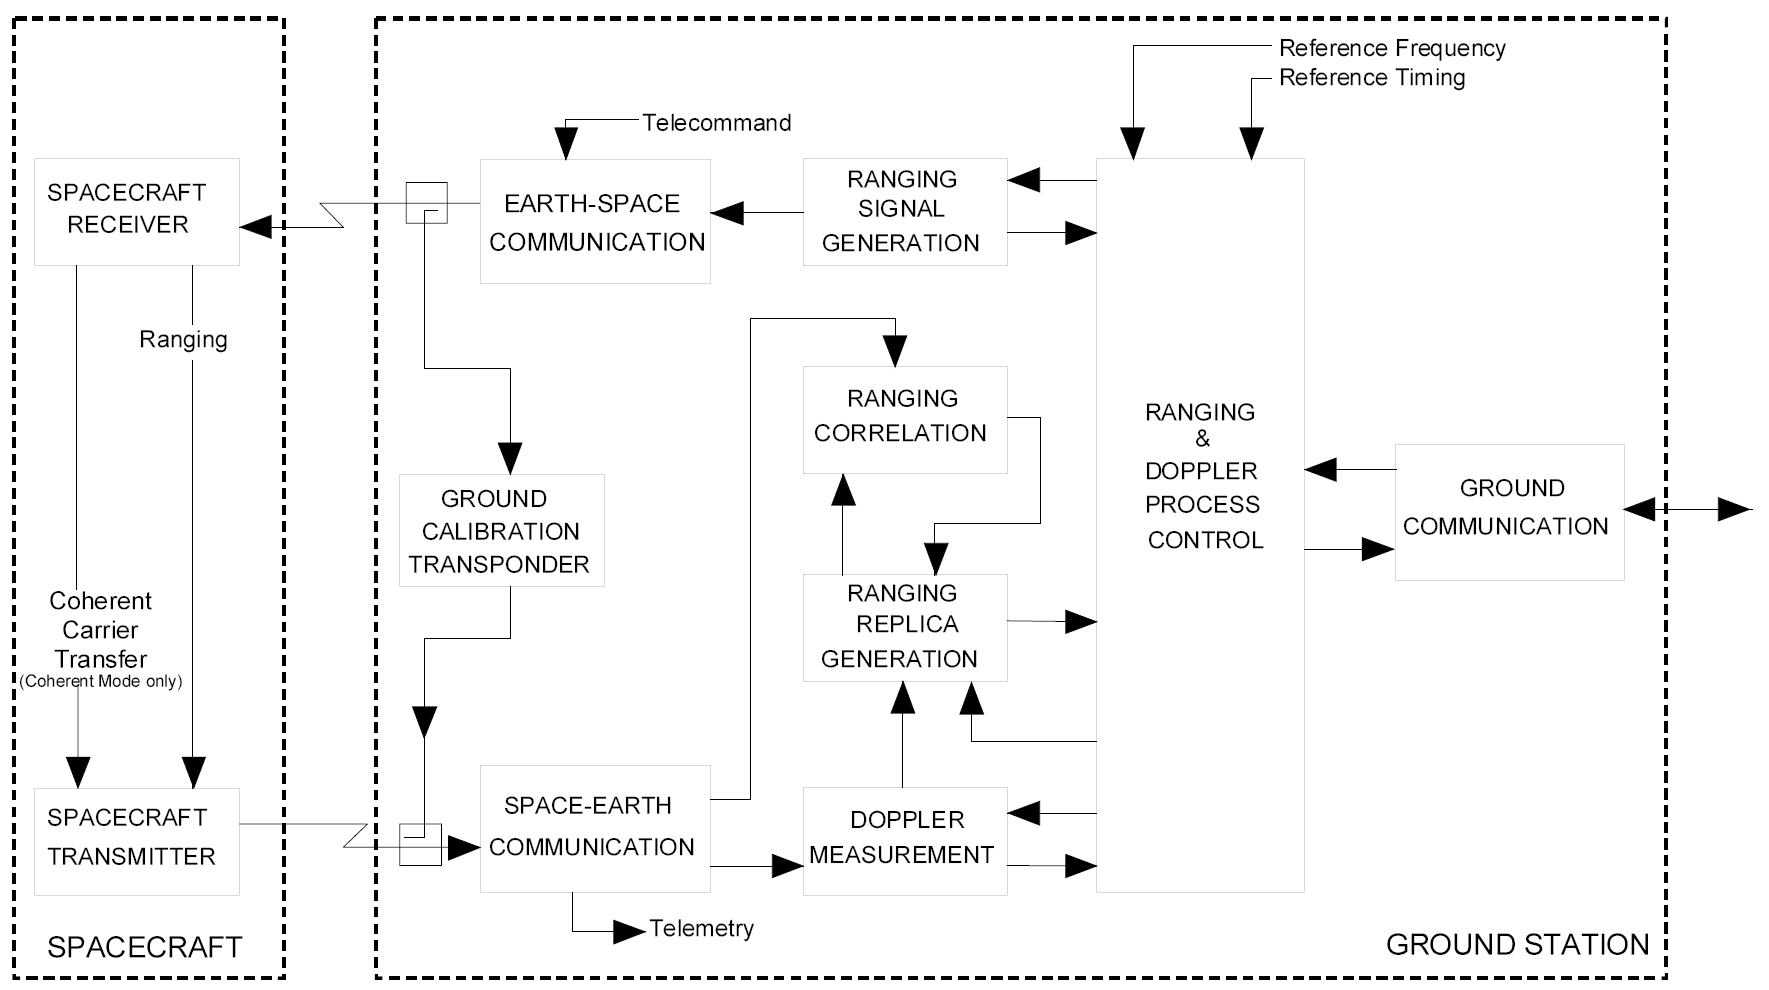 Reference Frequency
Reference Timing
Telecommand
SPACECRAFT
RECEIVER
EARTH-SPACE
COMMUNICATION
RANGING
SIGNAL
GENERATION
Ranging
RANGING
CORRELATION
RANGING
&
DOPPLER
PROCESS
CONTROL
GROUND
COMMUNICATION
GROUND
CALIBRATION
TRANSPONDER
Coherent
Carrier
Transfer
(Coherent Mode only)
RANGING
REPLICA
GENERATION
SPACECRAFT
TRANSMITTER
SPACE-EARTH
COMMUNICATION
DOPPLER
MEASUREMENT
Telemetry
SPACECRAFT
GROUND STATION